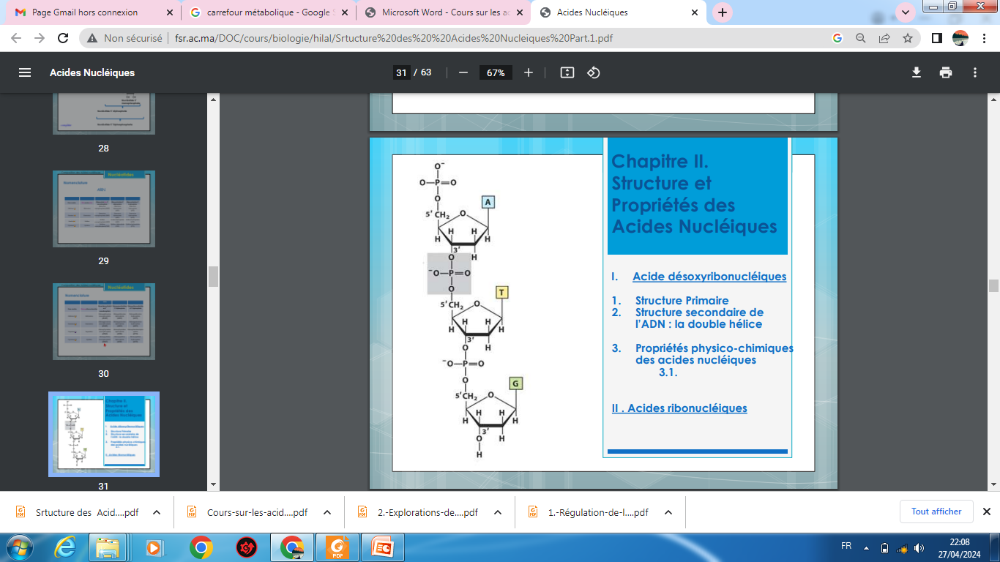 Page Gmail hors connexion
carrefour métabolique - Google S
Microsoft Word - Cours sur les ac
Acides Nucléiques
Non sécurisé
fsr.ac.ma/DOC/cours/biologie/hilal/Srtucture%20des%20%20Acides%20Nucleiques%20Part.1.pdf
Acides Nucléiques
31 / 63
67%
28
Nucléotides
Nomenclature
ARN
29
Nucléotides
Nomenclature
30
31
Chapitre II.
Structure et
Propriétés des
Acides Nucléiques
I. Acide désoxyribonucléiques
1. Structure Primaire
2. Structure secondaire de
l'ADN : la double hélice
3. Propriétés physico-chimiques
des acides nucléiques
3.1.
II . Acides ribonucléiques
O⁻
O—P=O
O
5' CH₂
O
A
H
H
H
H
3'
H
O
⁻O—P=O
O
5' CH₂
O
T
H
H
H
H
3'
H
O
⁻O—P=O
O
5' CH₂
O
G
H
H
H
H
3'
H
O
H
Srtucture des Acid....pdf
Cours-sur-les-acid....pdf
2.-Explorations-de....pdf
1.-Régulation-de-l....pdf
Tout afficher
FR
22:08
27/04/2024